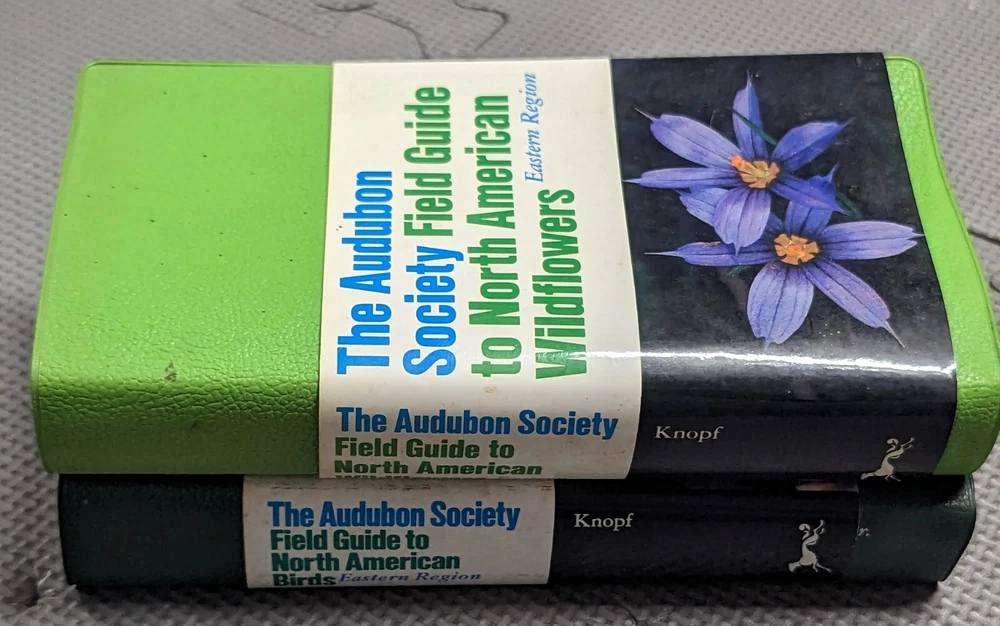 The Audubon
Society Field Guide
to North American
Wildflowers
Eastern Region
The Audubon Society
Field Guide to
North American
Knopf
The Audubon Society
Field Guide to
North American
Birds Eastern Region
Knopf